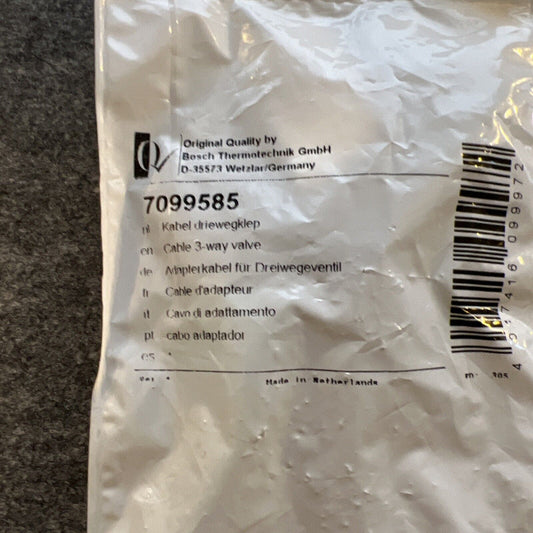 Original Quality by
Bosch Thermotechnik GmbH
D-35573 Wetzlar/Germany
7099585
nl Kabel driewegklep
en Cable 3-way valve
de Adapterkabel für Dreiwegeventil
fr Cable d'adapteur
it Cavo di adattamento
pt cabo adaptador
es *
Made in Netherlands